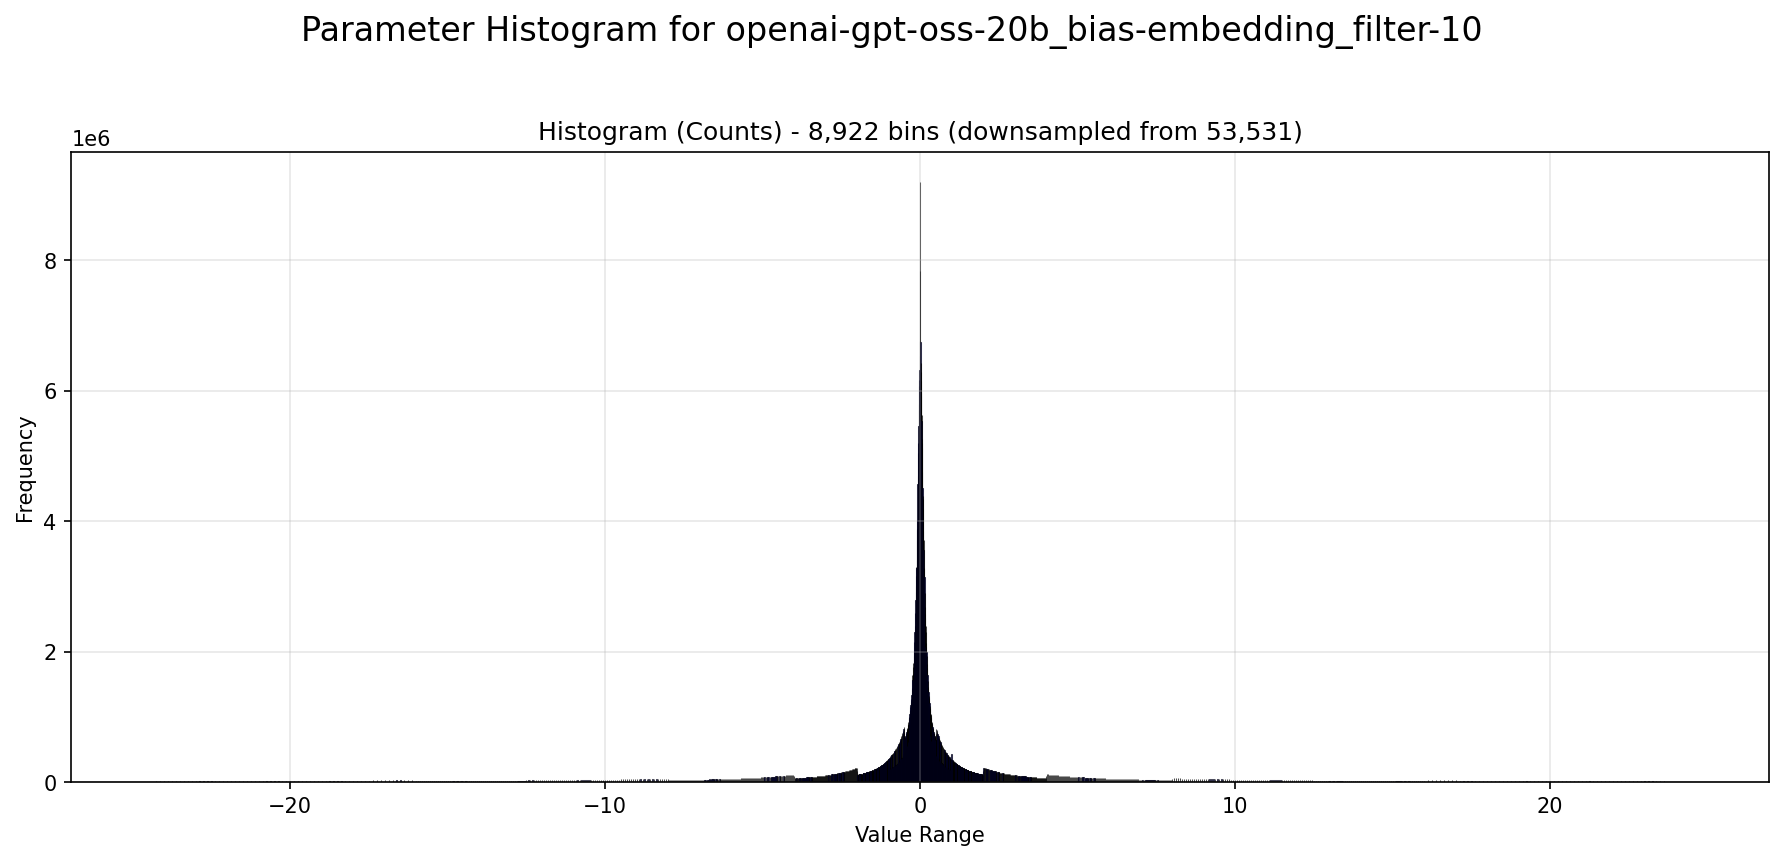 Parameter Histogram for openai-gpt-oss-20b_bias-embedding_filter-10
Histogram (Counts) - 8,922 bins (downsampled from 53,531)
1e6
8
6
4
2
0
Frequency
−20
−10
0
10
20
Value Range